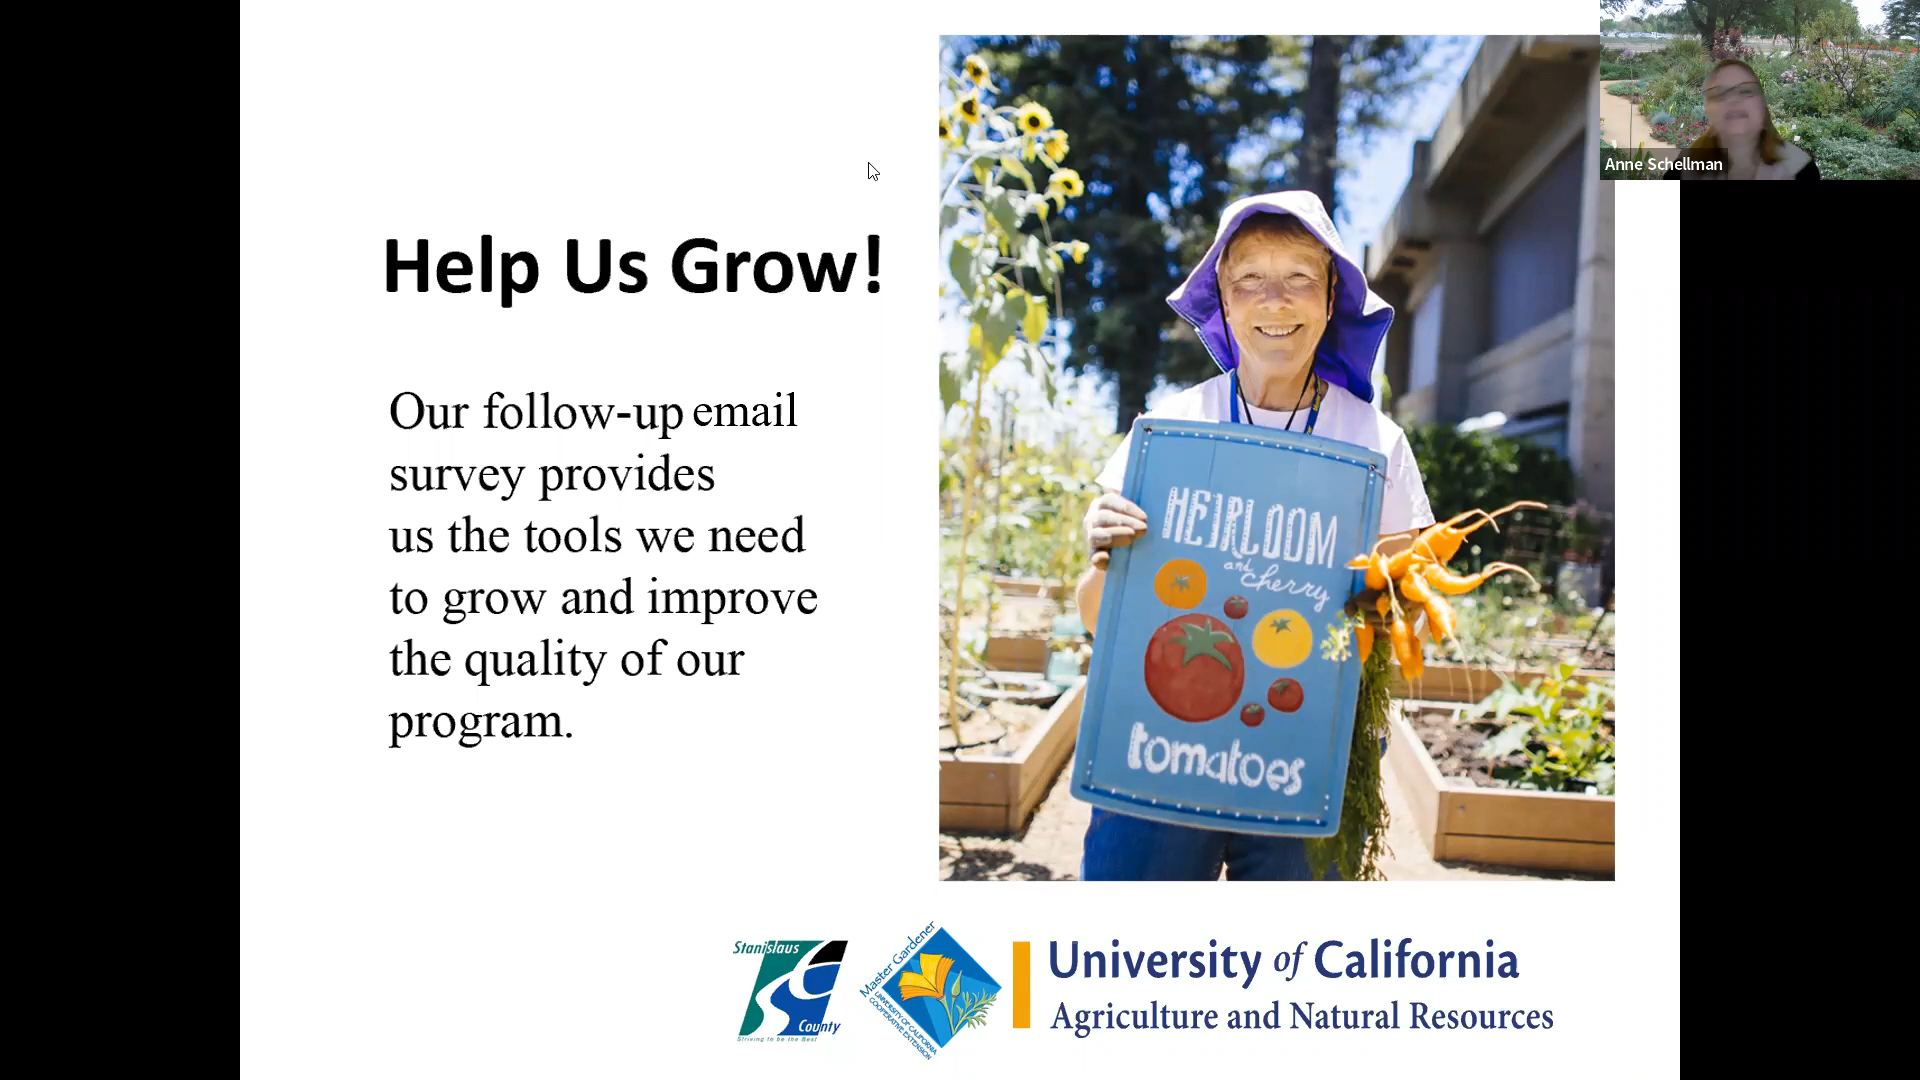 Anne Schellman
Help Us Grow!
Our follow-up email
survey provides
us the tools we need
to grow and improve
the quality of our
program.
HEIRLOOM
and
cherry
tomatoes
Stanislaus
County
Striving to be the Best
Master Gardener
UNIVERSITY OF CALIFORNIA
COOPERATIVE EXTENSION
University of California
Agriculture and Natural Resources